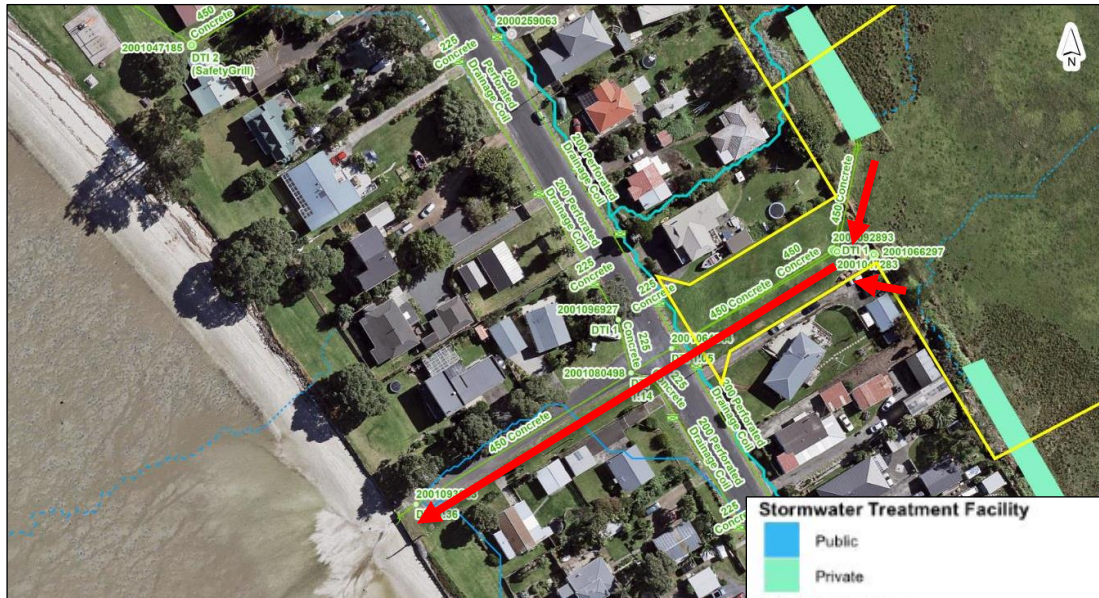 450
Concrete
2001047185
DTI 2
(SafetyGrill)
2000259063
225
Concrete
200
Perforated
Drainage Coil
N
200 Perforated
Drainage Coil
200 Perforated
Drainage Coil
450 Concrete
DTI 1
2001066297
225
Concrete
225
Concrete
450
Concrete
450 Concrete
2001096927
DTI 1
225
Concrete
2001080498
1.14
225
Concrete
200 Perforated
Drainage Coil
200 Perforated
Drainage Coil
450 Concrete
225
Stormwater Treatment Facility
Public
Private